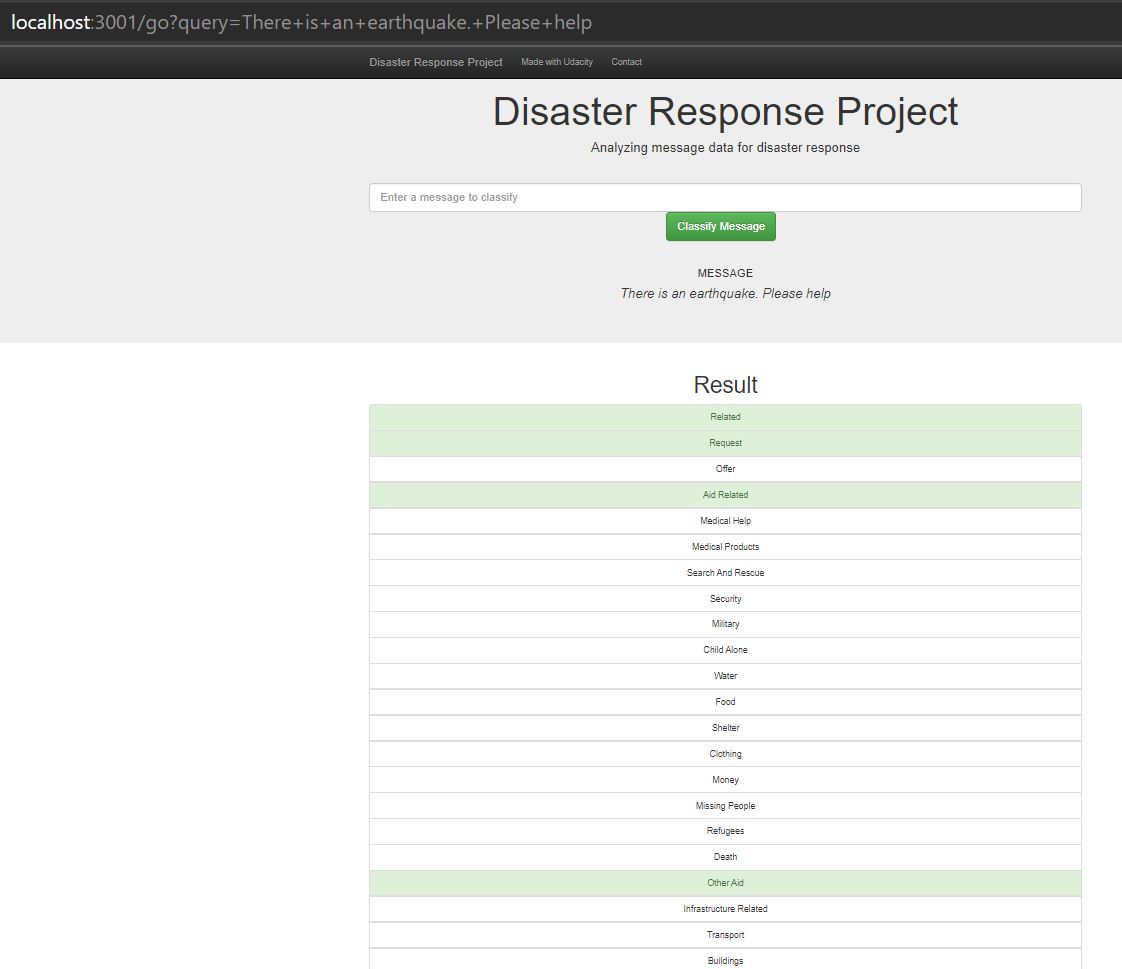 localhost:3001/go?query=There+is+an+earthquake.+Please+help
Disaster Response Project Made with Udacity Contact
Disaster Response Project
Analyzing message data for disaster response
Enter a message to classify
Classify Message
MESSAGE
There is an earthquake. Please help
Result
Related
Request
Offer
Aid Related
Medical Help
Medical Products
Search And Rescue
Security
Military
Child Alone
Water
Food
Shelter
Clothing
Money
Missing People
Refugees
Death
Other Aid
Infrastructure Related
Transport
Buildings